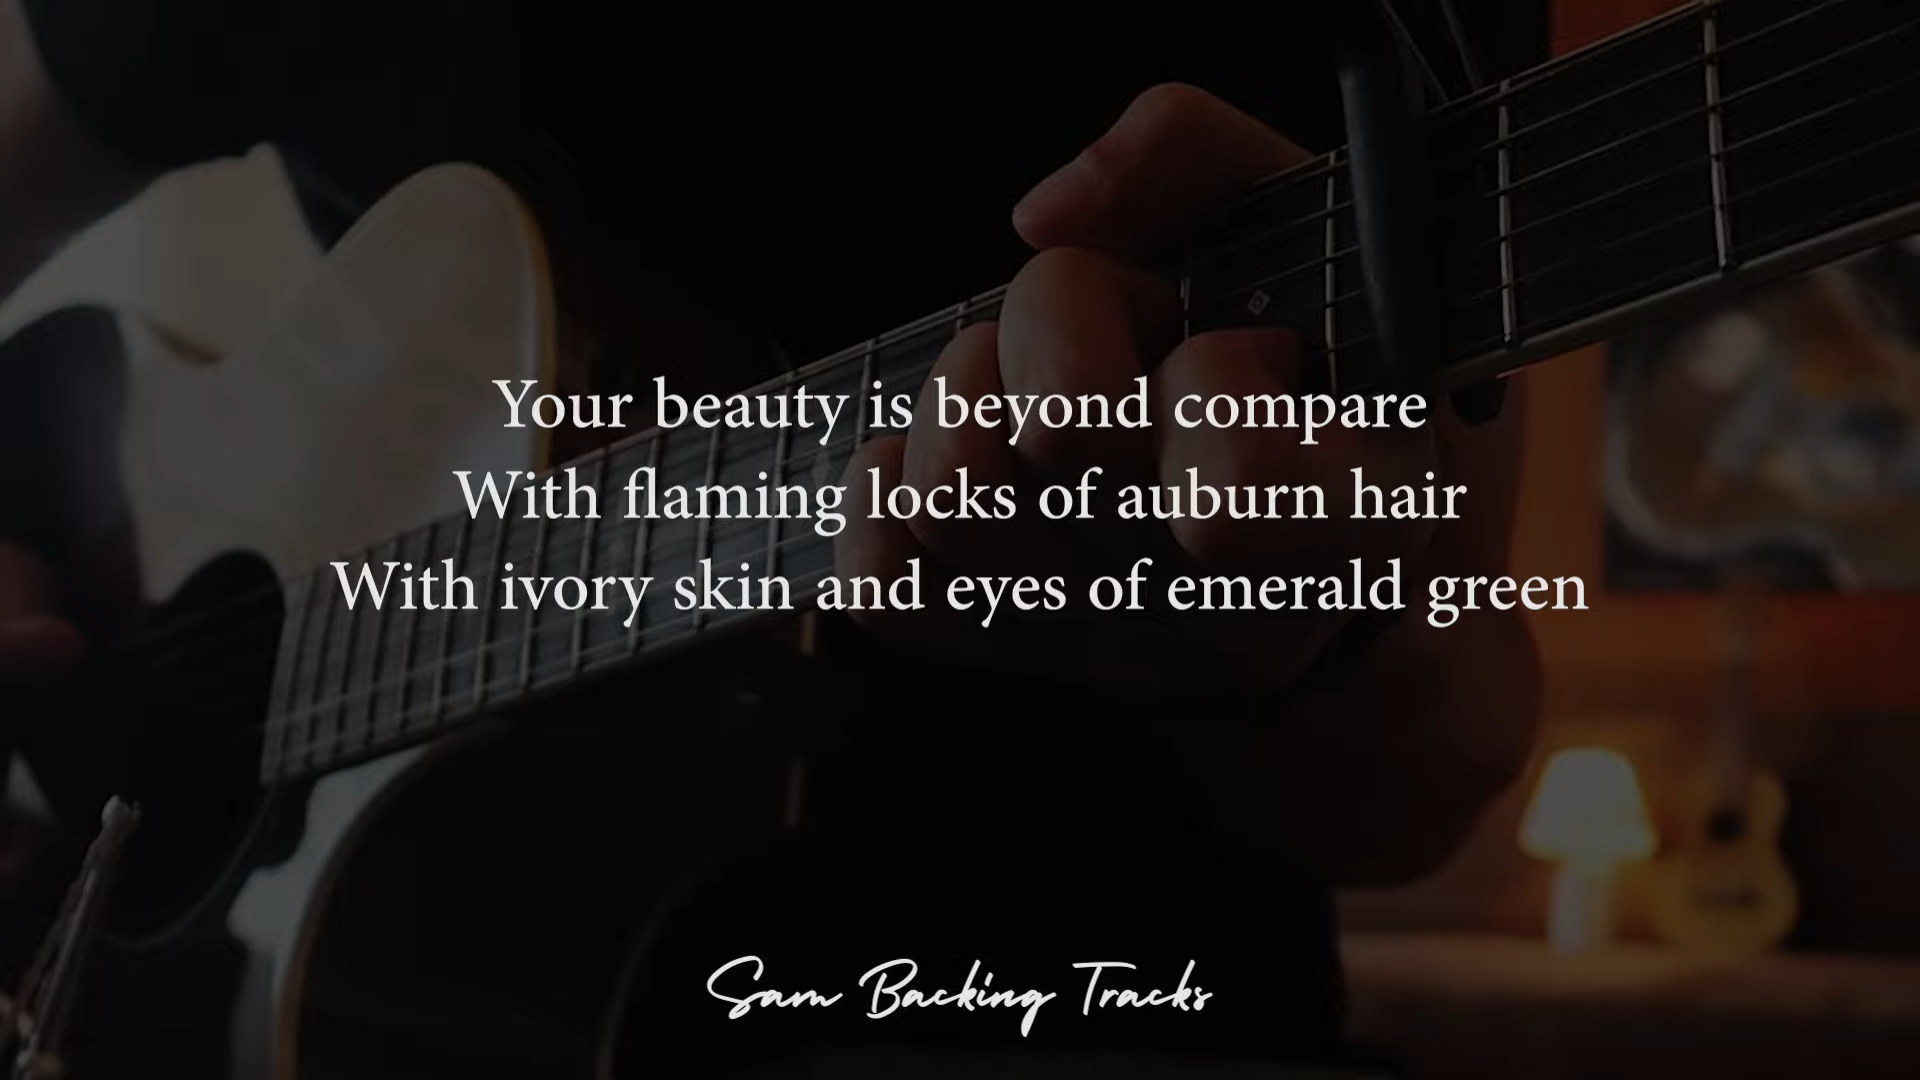 Your beauty is beyond compare
With flaming locks of auburn hair
With ivory skin and eyes of emerald green
Sam Backing Tracks